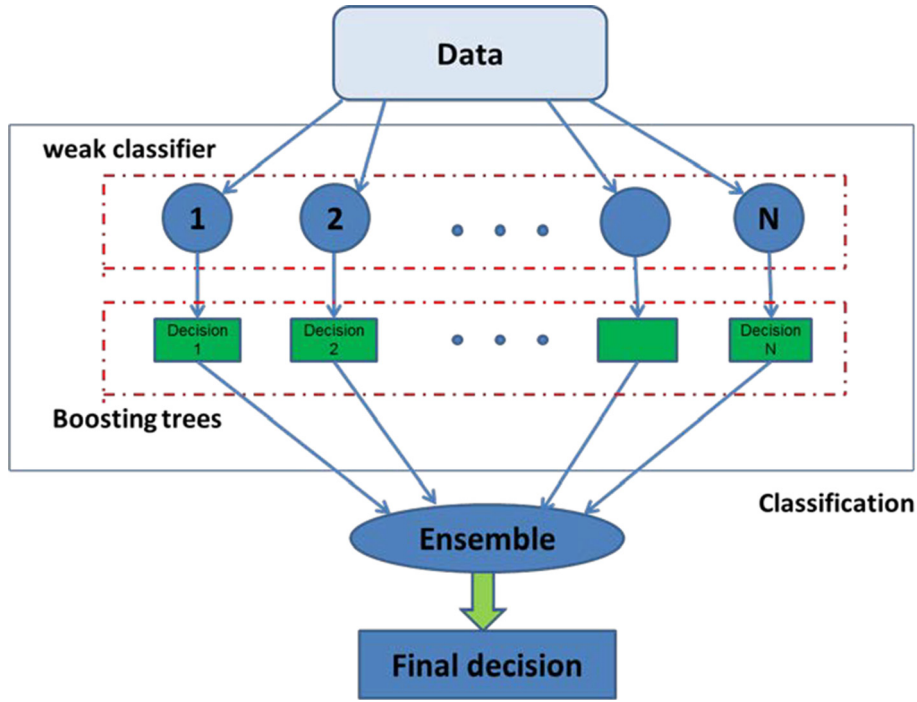 Data
weak classifier
1
2
N
Decision
1
Decision
2
Decision
N
Boosting trees
Classification
Ensemble
Final decision